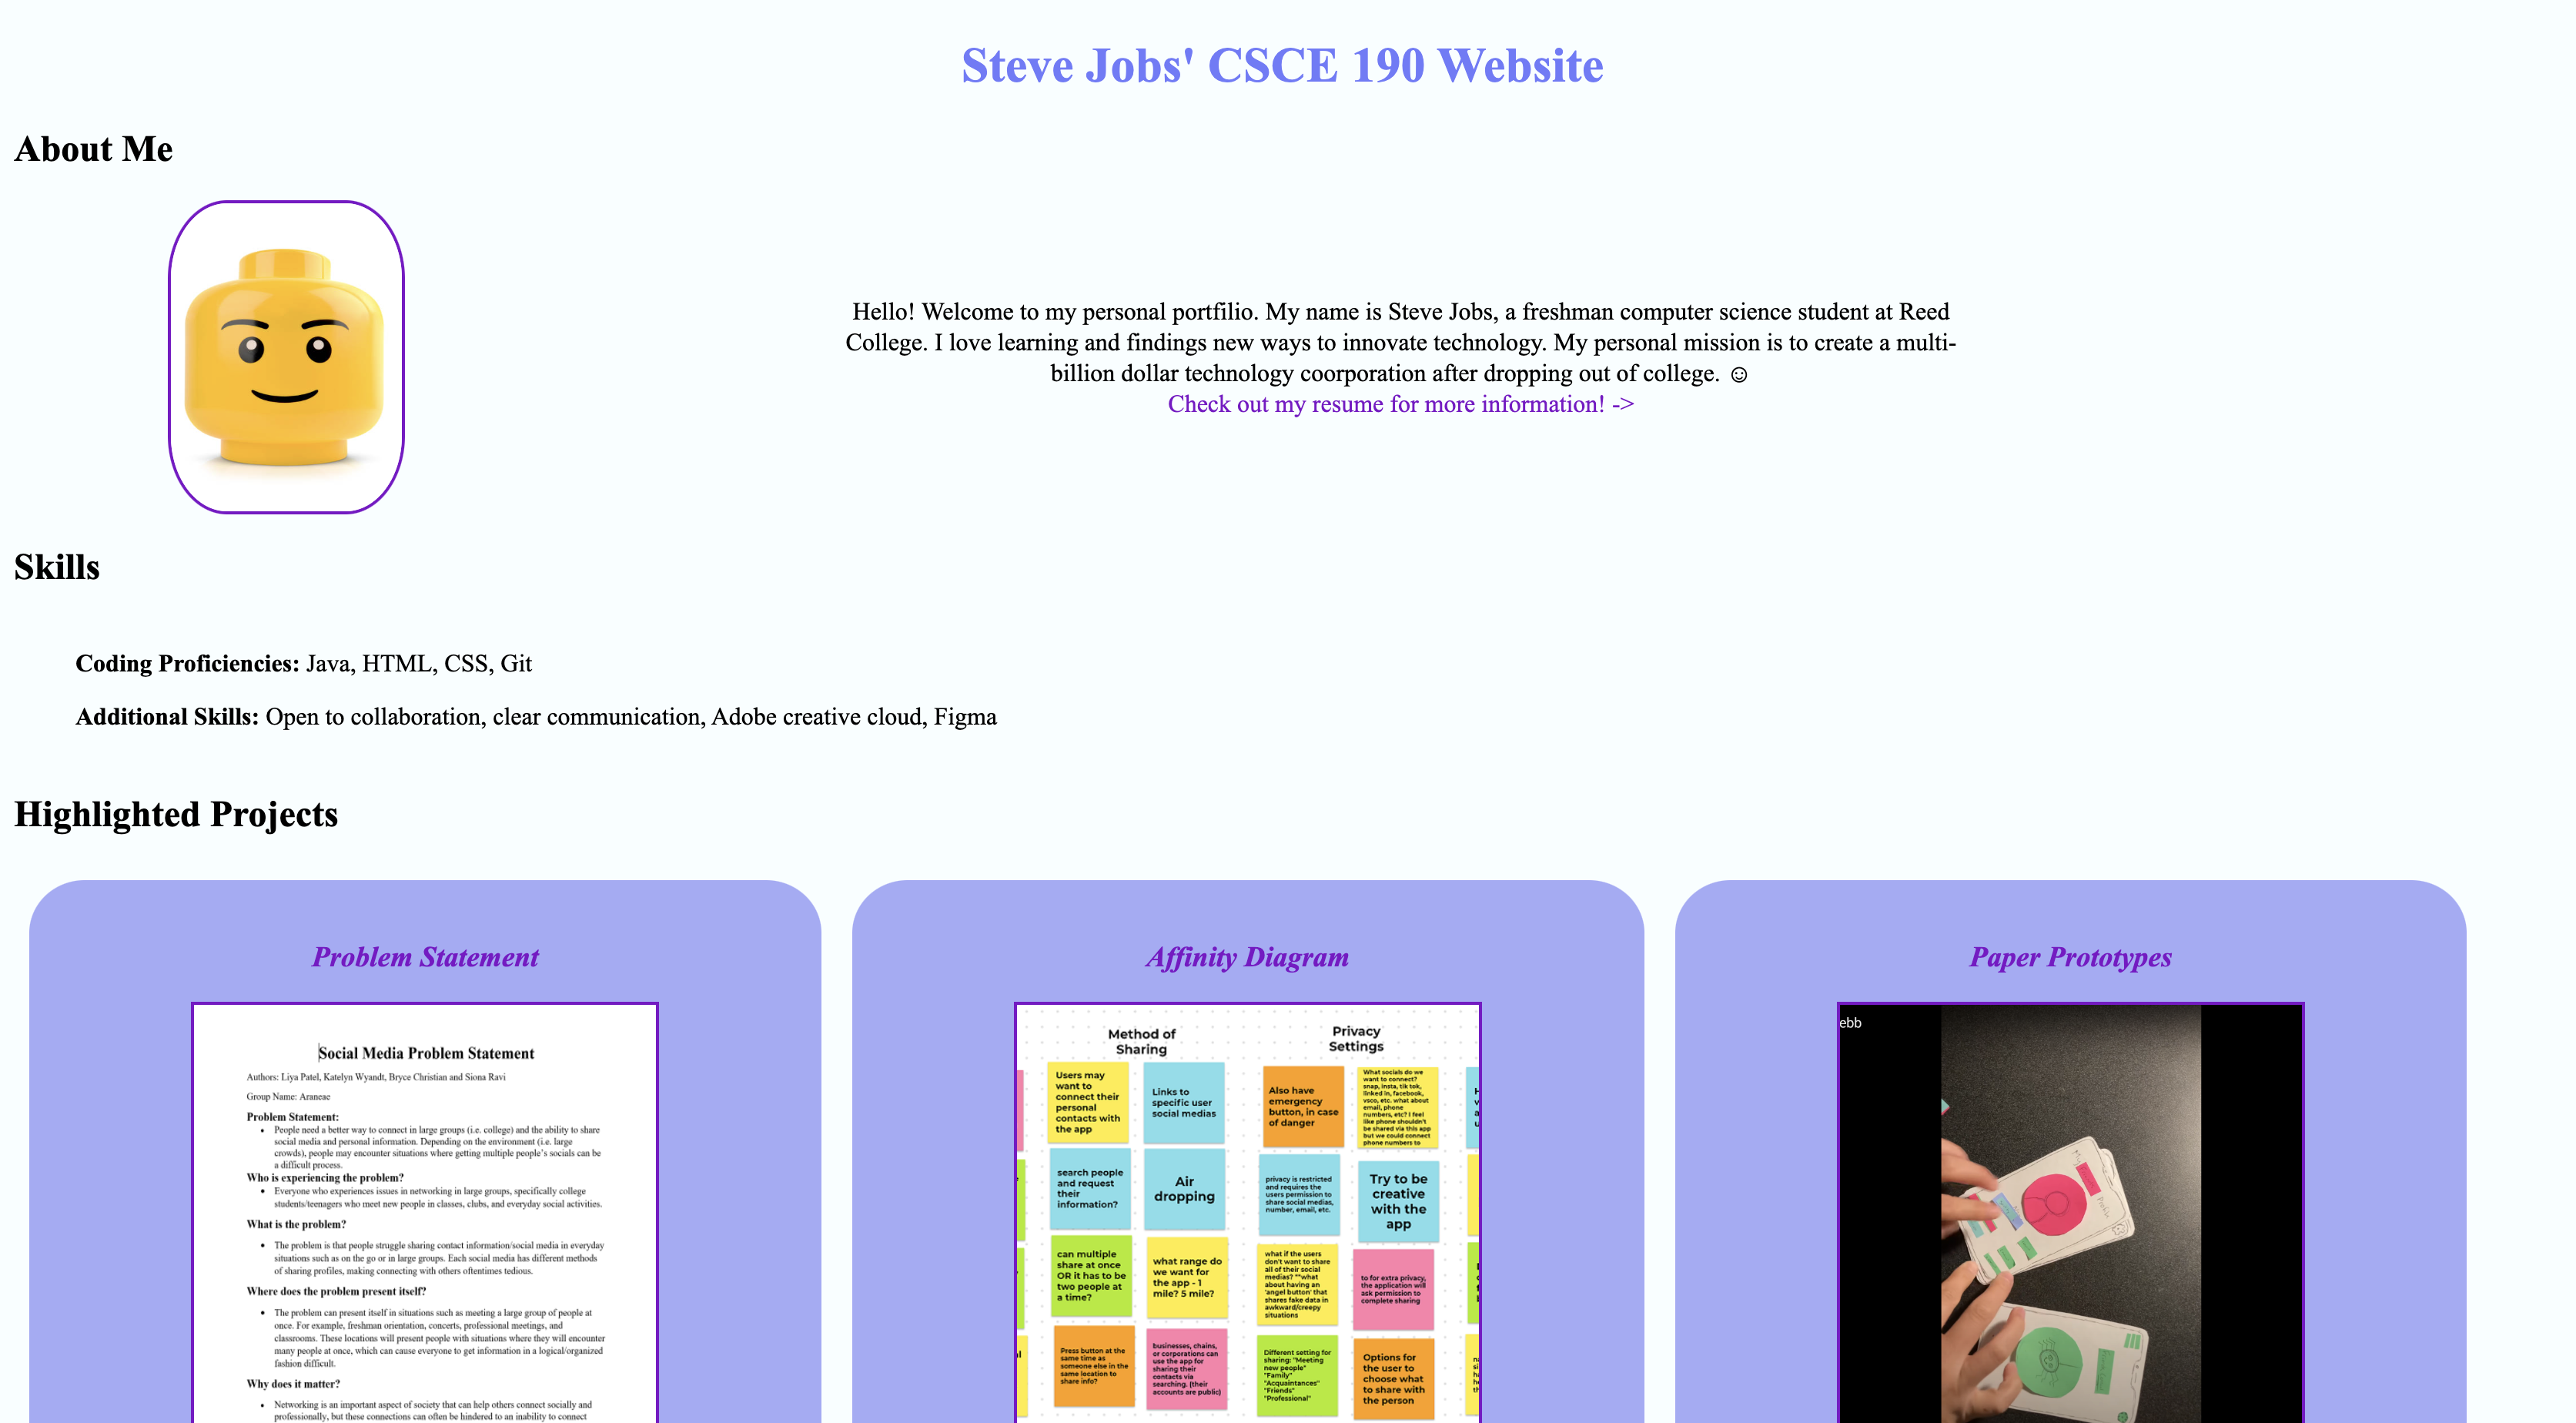 Steve Jobs' CSCE 190 Website
About Me
Hello! Welcome to my personal portfilio. My name is Steve Jobs, a freshman computer science student at Reed
College. I love learning and findings new ways to innovate technology. My personal mission is to create a multi-
billion dollar technology coorporation after dropping out of college. ☺
Check out my resume for more information! ->
Skills
Coding Proficiencies: Java, HTML, CSS, Git
Additional Skills: Open to collaboration, clear communication, Adobe creative cloud, Figma
Highlighted Projects
Problem Statement
Social Media Problem Statement
Authors: Liya Patel, Katelyn Wyandt, Bryce Christian and Siona Ravi
Group Name: Araneae
Problem Statement:
• People need a better way to connect in large groups (i.e. college) and the ability to share
social media and personal information. Depending on the environment (i.e. large
crowds), people may encounter situations where getting multiple people's socials can be
a difficult process.
Who is experiencing the problem?
• Everyone who experiences issues in networking in large groups, specifically college
students/teenagers who meet new people in classes, clubs, and everyday social activities.
What is the problem?
• The problem is that people struggle sharing contact information/social media in everyday
situations such as on the go or in large groups. Each social media has different methods
of sharing profiles, making connecting with others oftentimes tedious.
Where does the problem present itself?
• The problem can present itself in situations such as meeting a large group of people at
once. For example, freshman orientation, concerts, professional meetings, and
classrooms. These locations will present people with situations where they will encounter
many people at once, which can cause everyone to get information in a logical/organized
fashion difficult.
Why does it matter?
• Networking is an important aspect of society that can help others connect socially and
professionally, but these connections can often be hindered to an inability to connect
Affinity Diagram
Method of
Sharing
Users may
want to
connect their
personal
contacts with
the app
Links to
specific user
social medias
search people
and request
their
information?
Air
dropping
can multiple
share at once
OR it has to be
two people at
a time?
what range do
we want for
the app - 1
mile? 5 mile?
Press button at the
same time as
someone else in the
same location to
share info?
businesses, chains,
or corporations can
use the app for
sharing their
contacts via
searching. (their
accounts are public)
Privacy
Settings
Also have
emergency
button, in case
of danger
What socials do we
want to connect?
snap, insta, tik tok,
linked in, facebook,
vsco, etc. what about
email, phone
numbers, etc? I feel
like phone shouldn't
be shared via this app
but we could connect
phone numbers to
privacy is restricted
and requires the
users permission to
share social medias,
number, email, etc.
Try to be
creative
with the
app
what if the users
don't want to share
all of their social
medias? ""what
about having an
'angel button' that
shares fake data in
awkward/creepy
situations
to for extra privacy,
the application will
ask permission to
complete sharing
Different setting for
sharing: "Meeting
new people"
"Family"
"Acquaintances"
"Friends"
"Professional"
Options for
the user to
choose what
to share with
the person
Paper Prototypes
ebb